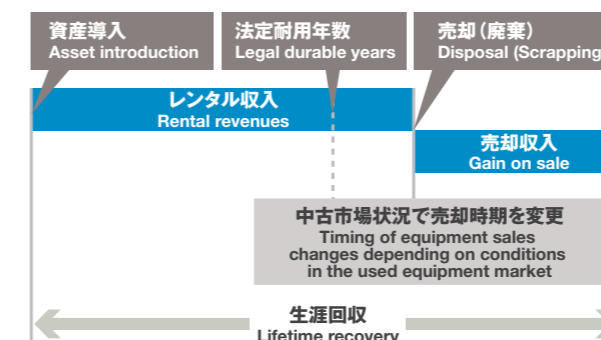 資産導入
Asset introduction
法定耐用年数
Legal durable years
売却（廃棄）
Disposal (Scrapping
レンタル収入
Rental revenues
売却収入
Gain on sale
中古市場状況で売却時期を変更
Timing of equipment sales
changes depending on conditions
in the used equipment market
生涯回収
Lifetime recovery